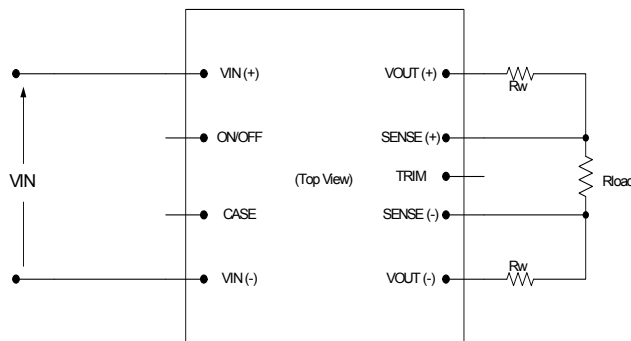 VIN (+)
VOUT (+)
Rw
ON/OFF
SENSE (+)
VIN
(Top View)
TRIM
Rload
CASE
SENSE (-)
VIN (-)
VOUT (-)
Rw